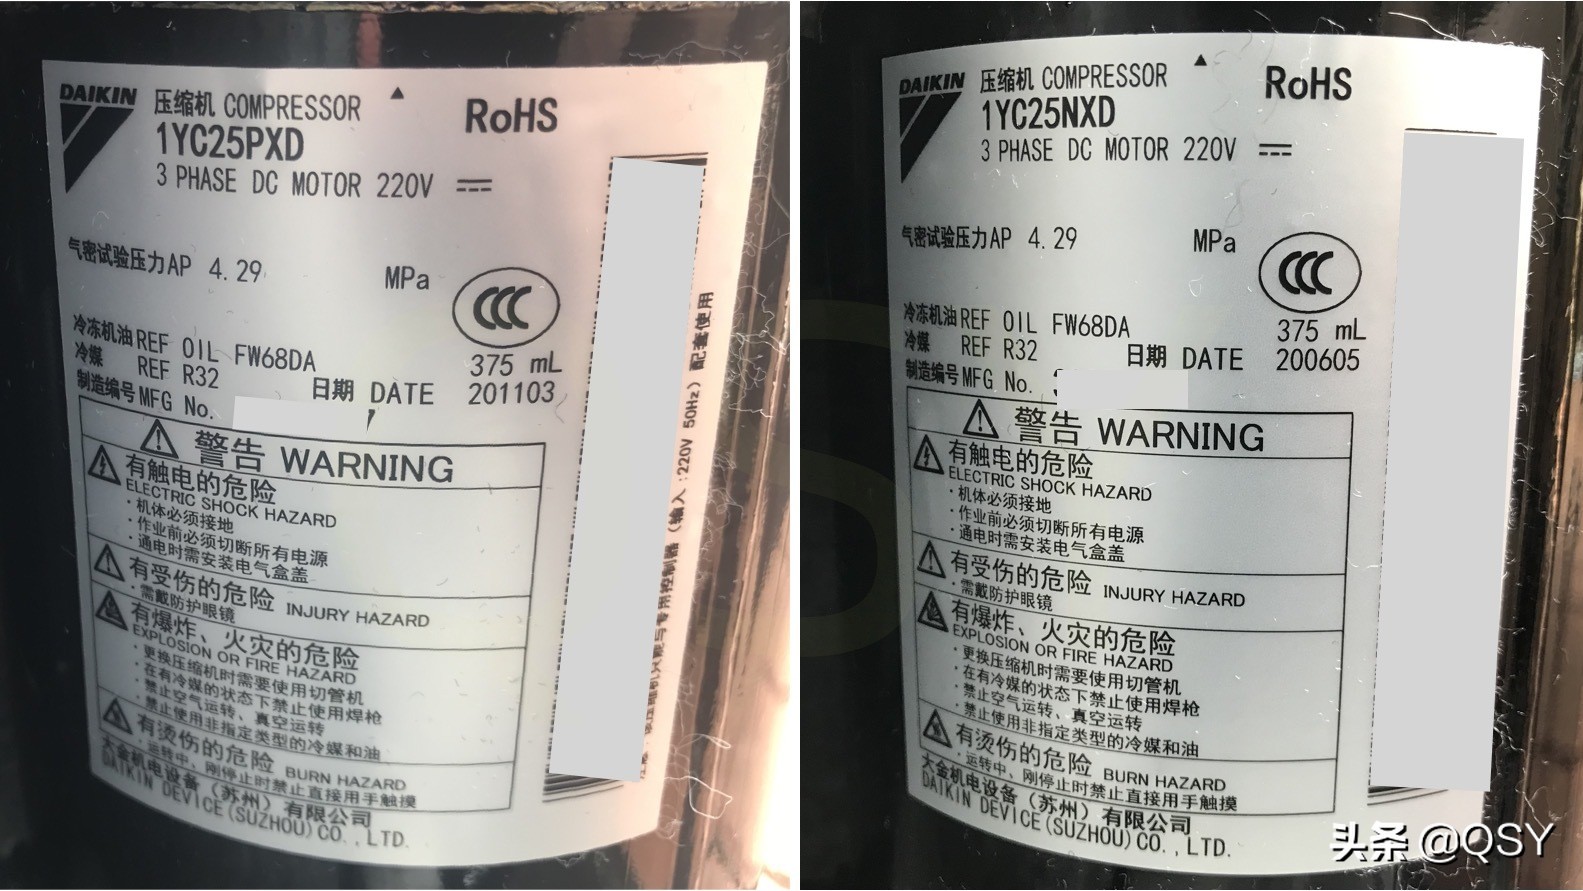 DAIKIN
压缩机 COMPRESSOR
RoHS
1YC25PXD
3 PHASE DC MOTOR 220V
气密试验压力AP 4.29 MPa
CCC
冷冻机油 REF OIL FW68DA 375 mL
冷媒 REF R32
日期 DATE 201103
制造编号 MFG No.
警告 WARNING
有触电的危险
ELECTRIC SHOCK HAZARD
·机体必须接地
·作业前必须切断所有电源
·通电时需安装电气盒盖
有受伤的危险 INJURY HAZARD
·需戴防护眼镜
有爆炸、火灾的危险
EXPLOSION OR FIRE HAZARD
·更换压缩机时需要使用切管机
·在有冷媒的状态下禁止使用焊枪
·禁止空气运转、真空运转
·禁止使用非指定类型的冷媒和油
有烫伤的危险 BURN HAZARD
·运转中、刚停止时禁止直接用手触摸
大金机电设备(苏州)有限公司
DAIKIN DEVICE(SUZHOU)CO.,LTD.
专用控制器(输入:220V 50Hz)配套使用
DAIKIN
压缩机 COMPRESSOR
RoHS
1YC25NXD
3 PHASE DC MOTOR 220V
气密试验压力AP 4.29 MPa
CCC
冷冻机油 REF OIL FW68DA 375 mL
冷媒 REF R32
日期 DATE 200605
制造编号 MFG No.
警告 WARNING
有触电的危险
ELECTRIC SHOCK HAZARD
·机体必须接地
·作业前必须切断所有电源
·通电时需安装电气盒盖
有受伤的危险 INJURY HAZARD
·需戴防护眼镜
有爆炸、火灾的危险
EXPLOSION OR FIRE HAZARD
·更换压缩机时需要使用切管机
·在有冷媒的状态下禁止使用焊枪
·禁止空气运转、真空运转
·禁止使用非指定类型的冷媒和油
有烫伤的危险 BURN HAZARD
·运转中、刚停止时禁止直接用手触摸
大金机电设备(苏州)有限公司
DAIKIN DEVICE(SUZHOU)CO.,LTD.
头条 @QSY